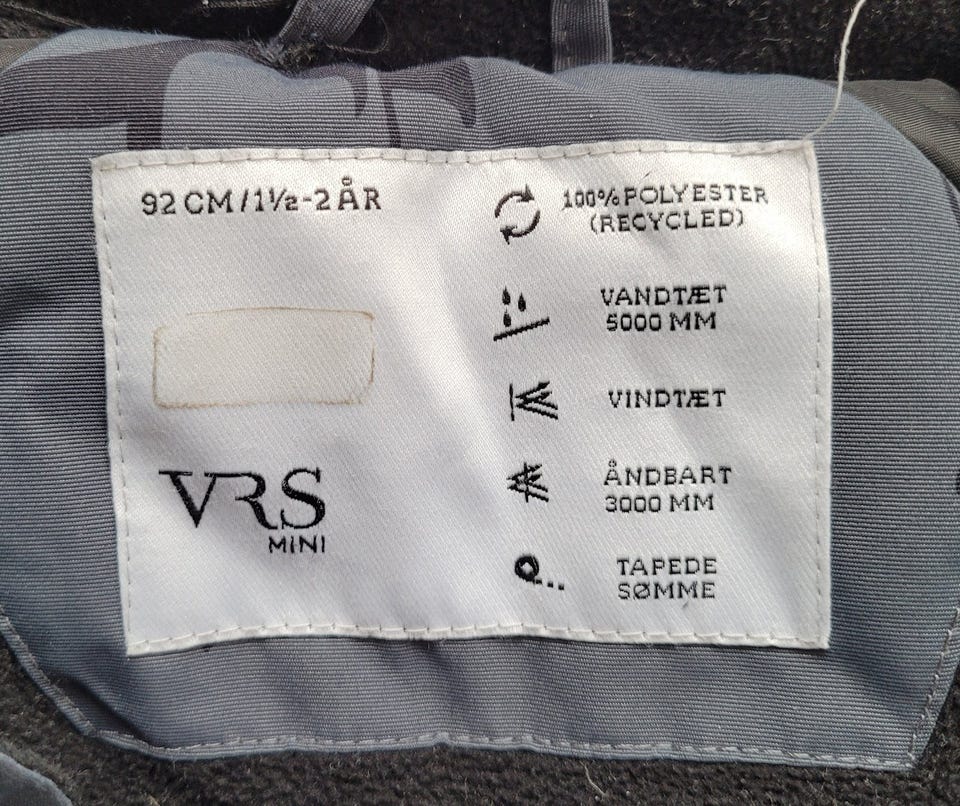 92 CM/1½-2 ÅR
VRS
MINI
100% POLYESTER
(RECYCLED)
VANDTÆT
5000 MM
VINDTÆT
ÅNDBART
3000 MM
TAPEDE
SØMME